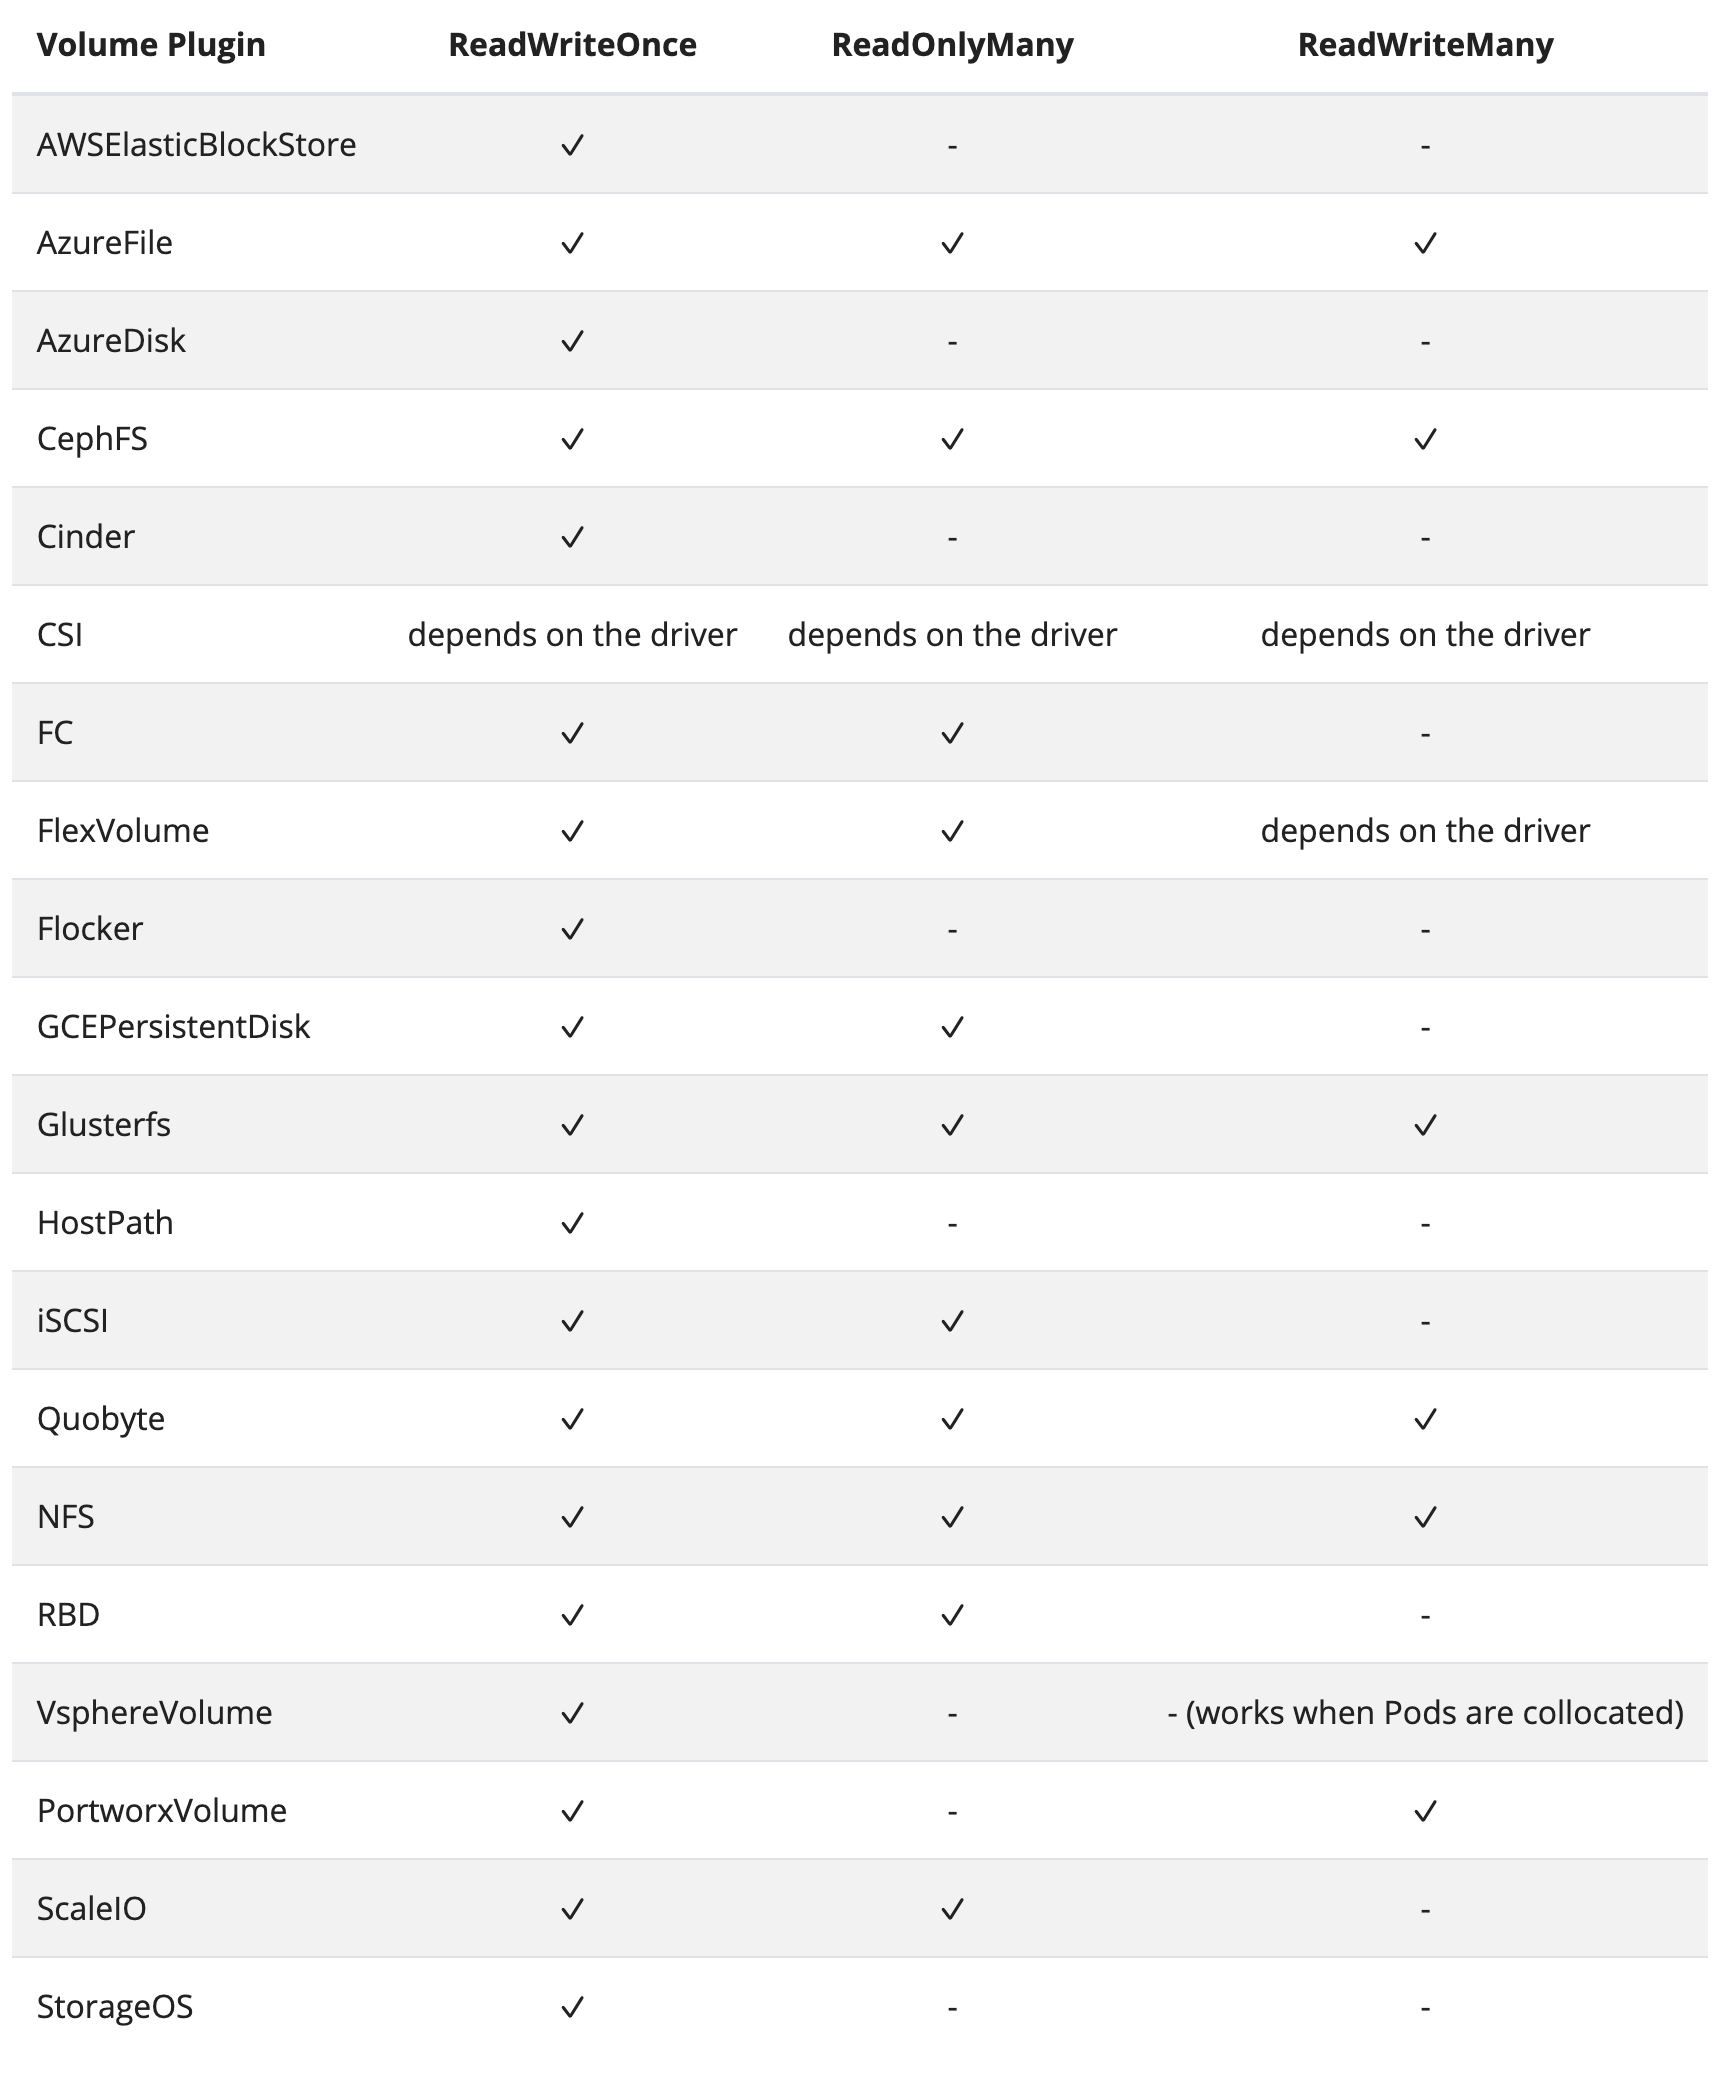 Volume Plugin ReadWriteOnce ReadOnlyMany ReadWriteMany
AWSElasticBlockStore ✓ - -
AzureFile ✓ ✓ ✓
AzureDisk ✓ - -
CephFS ✓ ✓ ✓
Cinder ✓ - -
CSI depends on the driver depends on the driver depends on the driver
FC ✓ ✓ -
FlexVolume ✓ ✓ depends on the driver
Flocker ✓ - -
GCEPersistentDisk ✓ ✓ -
Glusterfs ✓ ✓ ✓
HostPath ✓ - -
iSCSI ✓ ✓ -
Quobyte ✓ ✓ ✓
NFS ✓ ✓ ✓
RBD ✓ ✓ -
VsphereVolume ✓ - - (works when Pods are collocated)
PortworxVolume ✓ - ✓
ScaleIO ✓ ✓ -
StorageOS ✓ - -